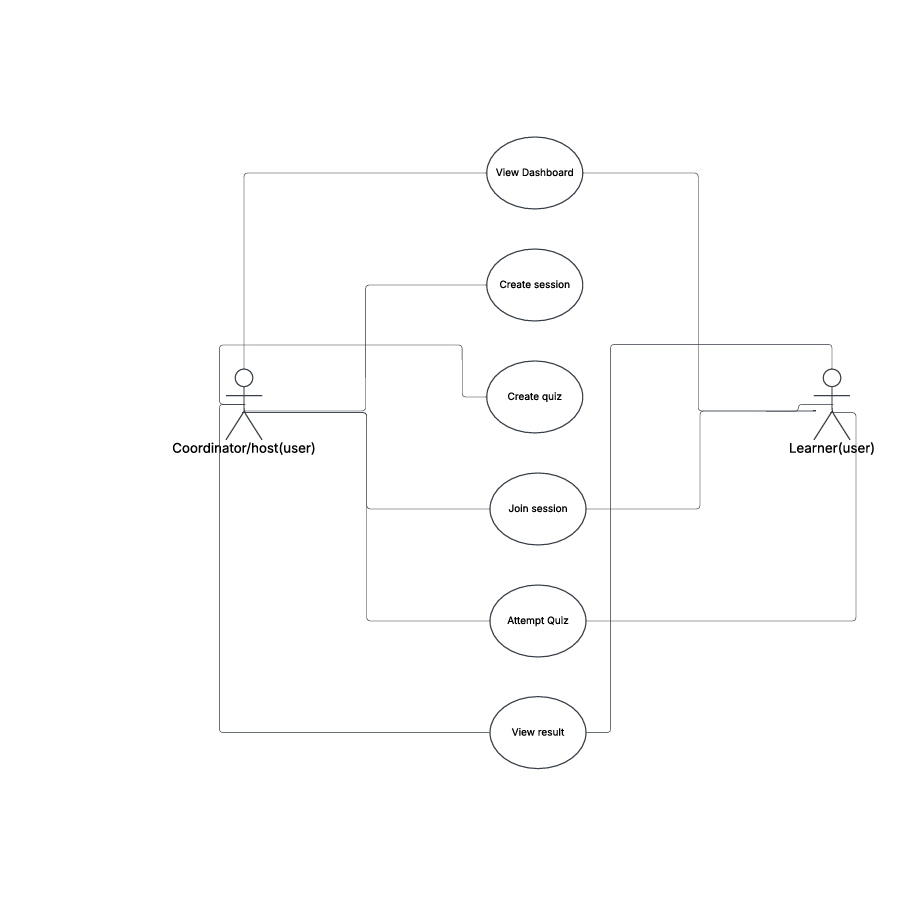 View Dashboard
Create session
Create quiz
Coordinator/host(user)
Learner(user)
Join session
Attempt Quiz
View result